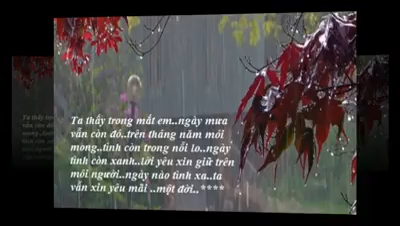 Ta thấy trong mắt em..ngày mưa
vẫn còn đó..trên tháng năm mỏi
mòng..tình còn trong nỗi lo..ngày
tình còn xanh..lời yêu xin giữ trên
môi người..ngày nào tình xa..ta
vẫn xin yêu mãi ..một đời..****